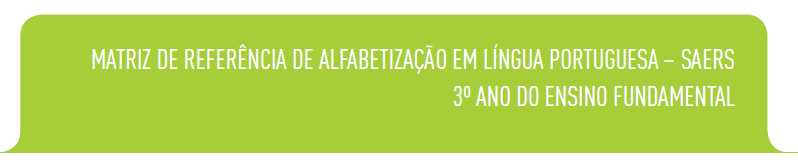 MATRIZ DE REFERÊNCIA DE ALFABETIZAÇÃO EM LÍNGUA PORTUGUESA – SAERS
3º ANO DO ENSINO FUNDAMENTAL